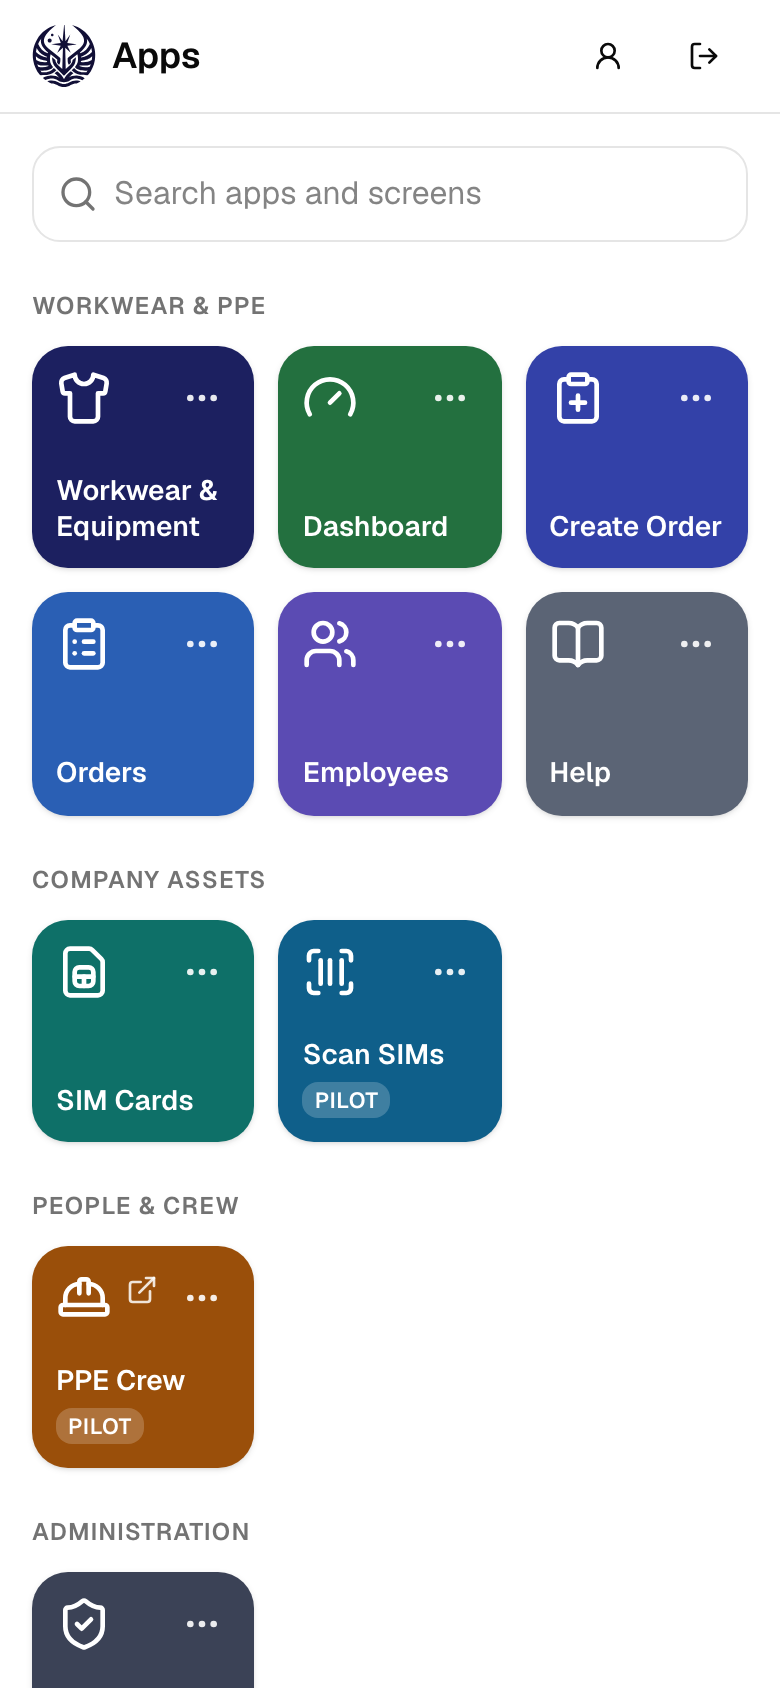 Apps
Search apps and screens
WORKWEAR & PPE
Workwear &
Equipment
Dashboard
Create Order
Orders
Employees
Help
COMPANY ASSETS
SIM Cards
Scan SIMs
PILOT
PEOPLE & CREW
PPE Crew
PILOT
ADMINISTRATION